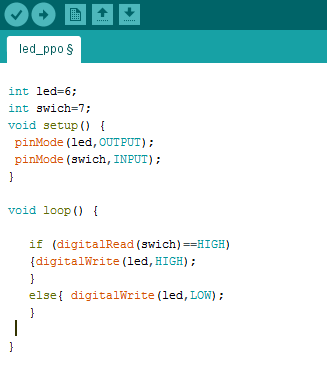 led_ppo §
int led=6;
int swich=7;
void setup() {
pinMode(led,OUTPUT);
pinMode(swich,INPUT);
}
void loop() {
if (digitalRead(swich)==HIGH)
{digitalWrite(led,HIGH);
}
else{ digitalWrite(led,LOW);
}
}